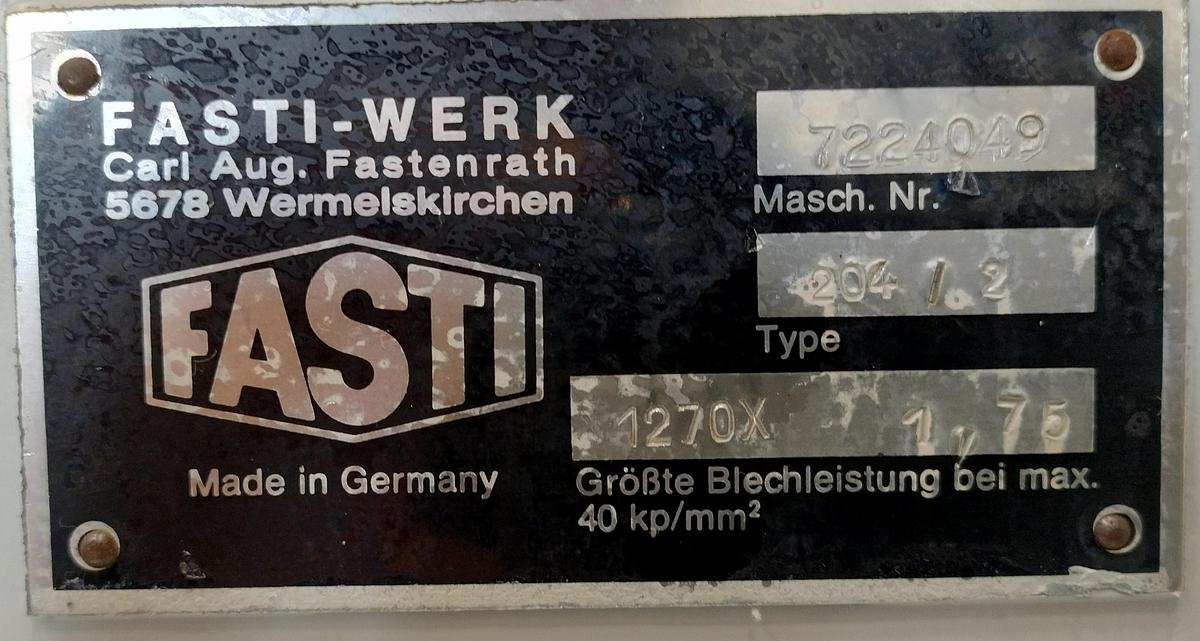 FASTI-WERK
Carl Aug. Fastenrath
5678 Wermelskirchen
FASTI
Made in Germany
7224049
Masch. Nr.
204 / 2
Type
1270X 1,75
Größte Blechleistung bei max.
40 kp/mm²